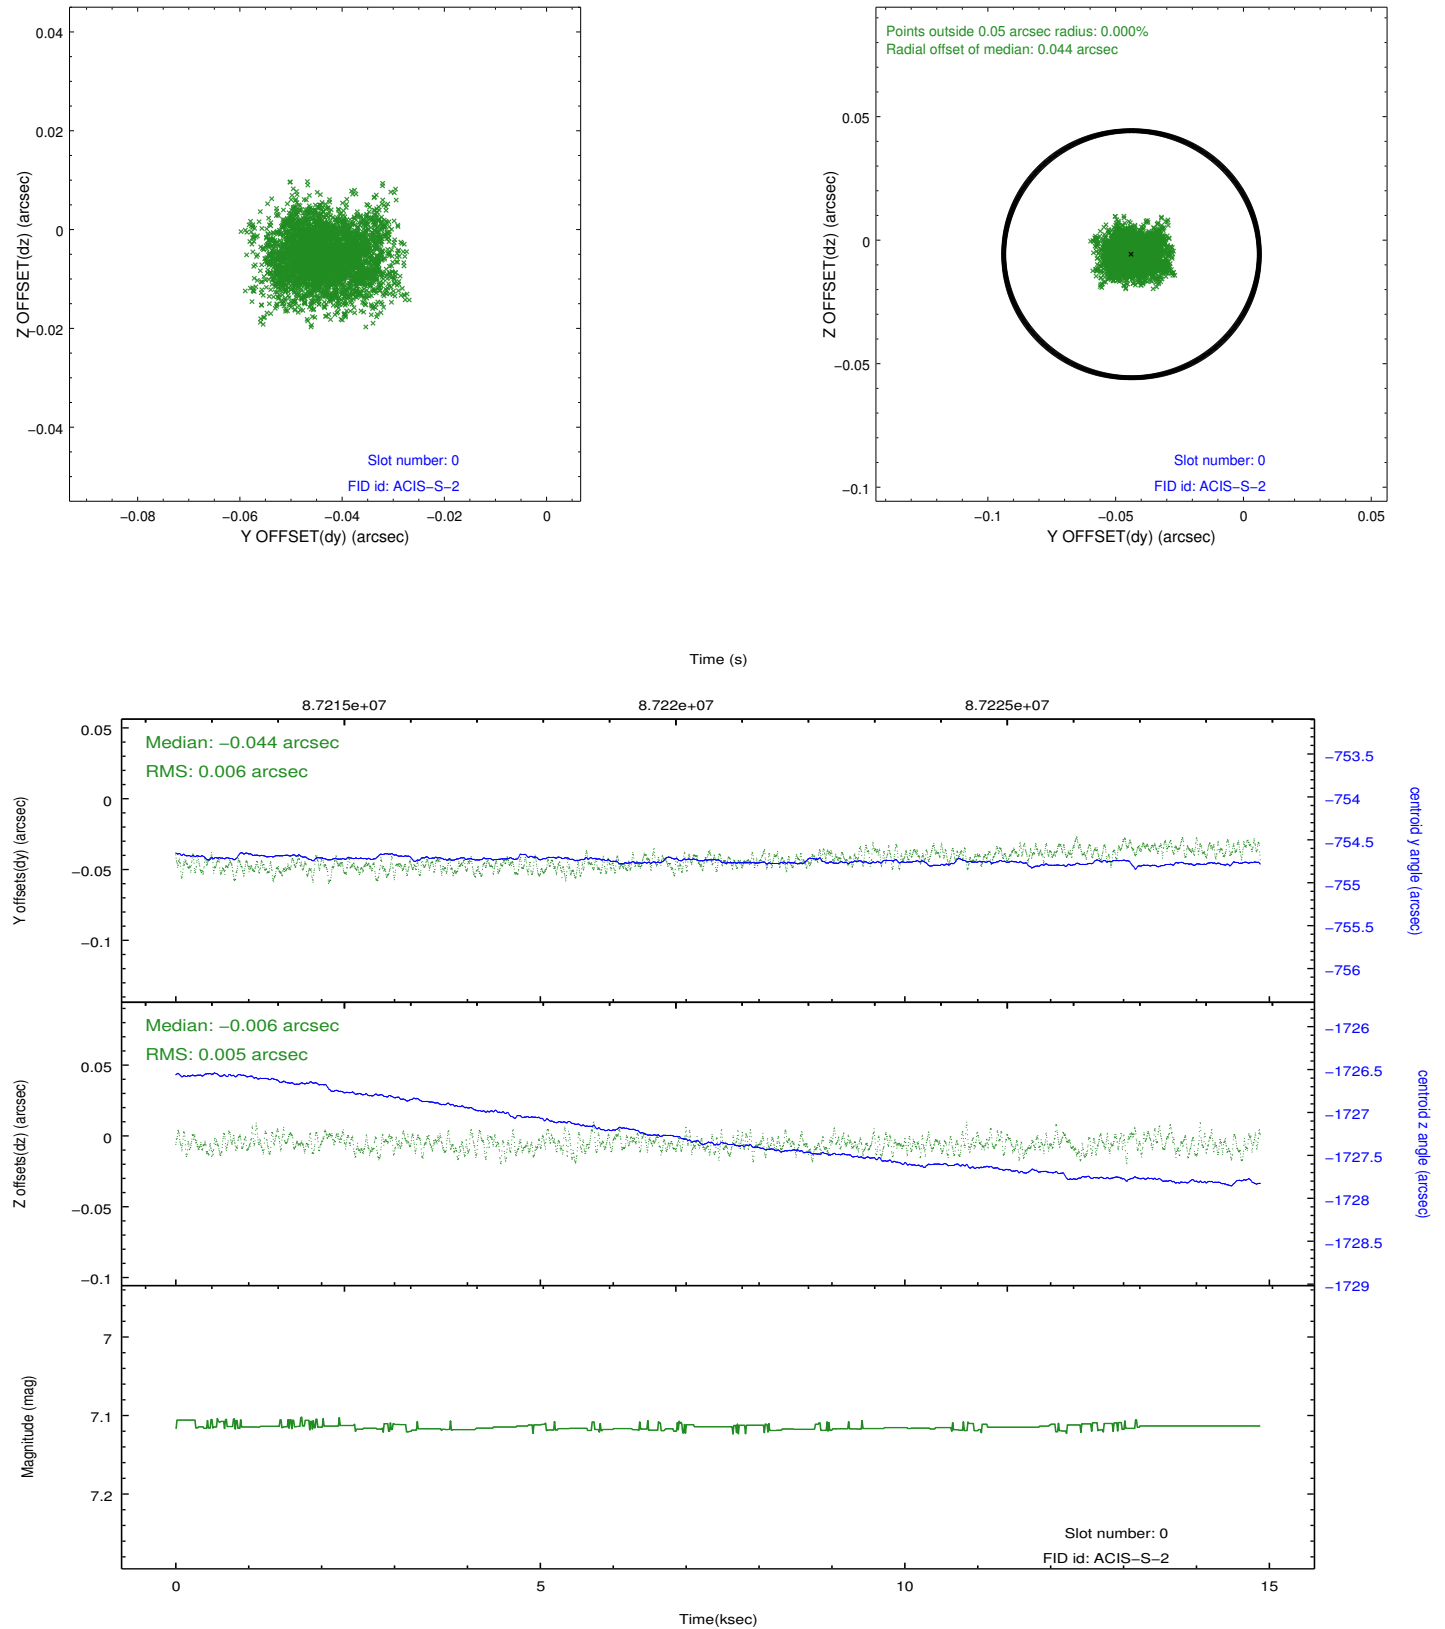 0.04
0.02
0
−0.02
−0.04
Z OFFSET(dz) (arcsec)
Slot number: 0
FID id: ACIS−S−2
−0.08
−0.06
−0.04
−0.02
0
Y OFFSET(dy) (arcsec)
Points outside 0.05 arcsec radius: 0.000%
Radial offset of median: 0.044 arcsec
0.05
0
−0.05
−0.1
Z OFFSET(dz) (arcsec)
Slot number: 0
FID id: ACIS−S−2
−0.1
−0.05
0
0.05
Y OFFSET(dy) (arcsec)
Time (s)
8.7215e+07
8.722e+07
8.7225e+07
Median: −0.044 arcsec
RMS: 0.006 arcsec
0.05
0
−0.05
−0.1
Y offsets(dy) (arcsec)
−753.5
−754
−754.5
−755
−755.5
−756
centroid y angle (arcsec)
Median: −0.006 arcsec
RMS: 0.005 arcsec
0.05
0
−0.05
−0.1
Z offsets(dz) (arcsec)
−1726
−1726.5
−1727
−1727.5
−1728
−1728.5
−1729
centroid z angle (arcsec)
7
7.1
7.2
Magnitude (mag)
Slot number: 0
FID id: ACIS−S−2
0
5
10
15
Time(ksec)